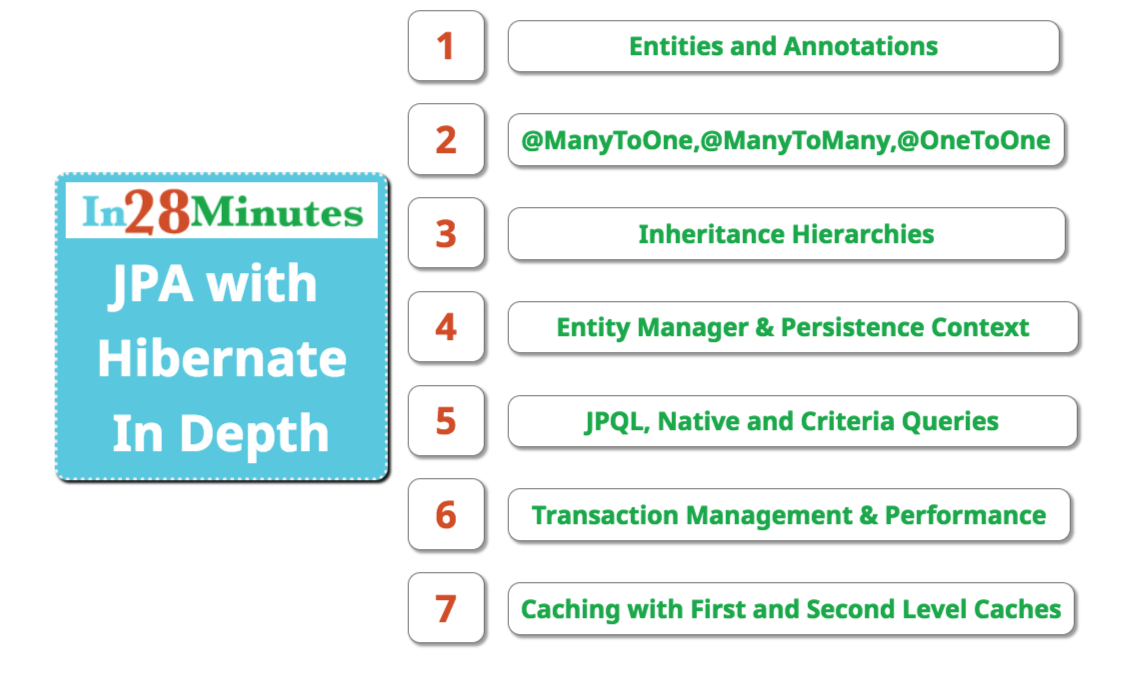 In28Minutes
JPA with
Hibernate
In Depth
1
Entities and Annotations
2
@ManyToOne,@ManyToMany,@OneToOne
3
Inheritance Hierarchies
4
Entity Manager & Persistence Context
5
JPQL, Native and Criteria Queries
6
Transaction Management & Performance
7
Caching with First and Second Level Caches